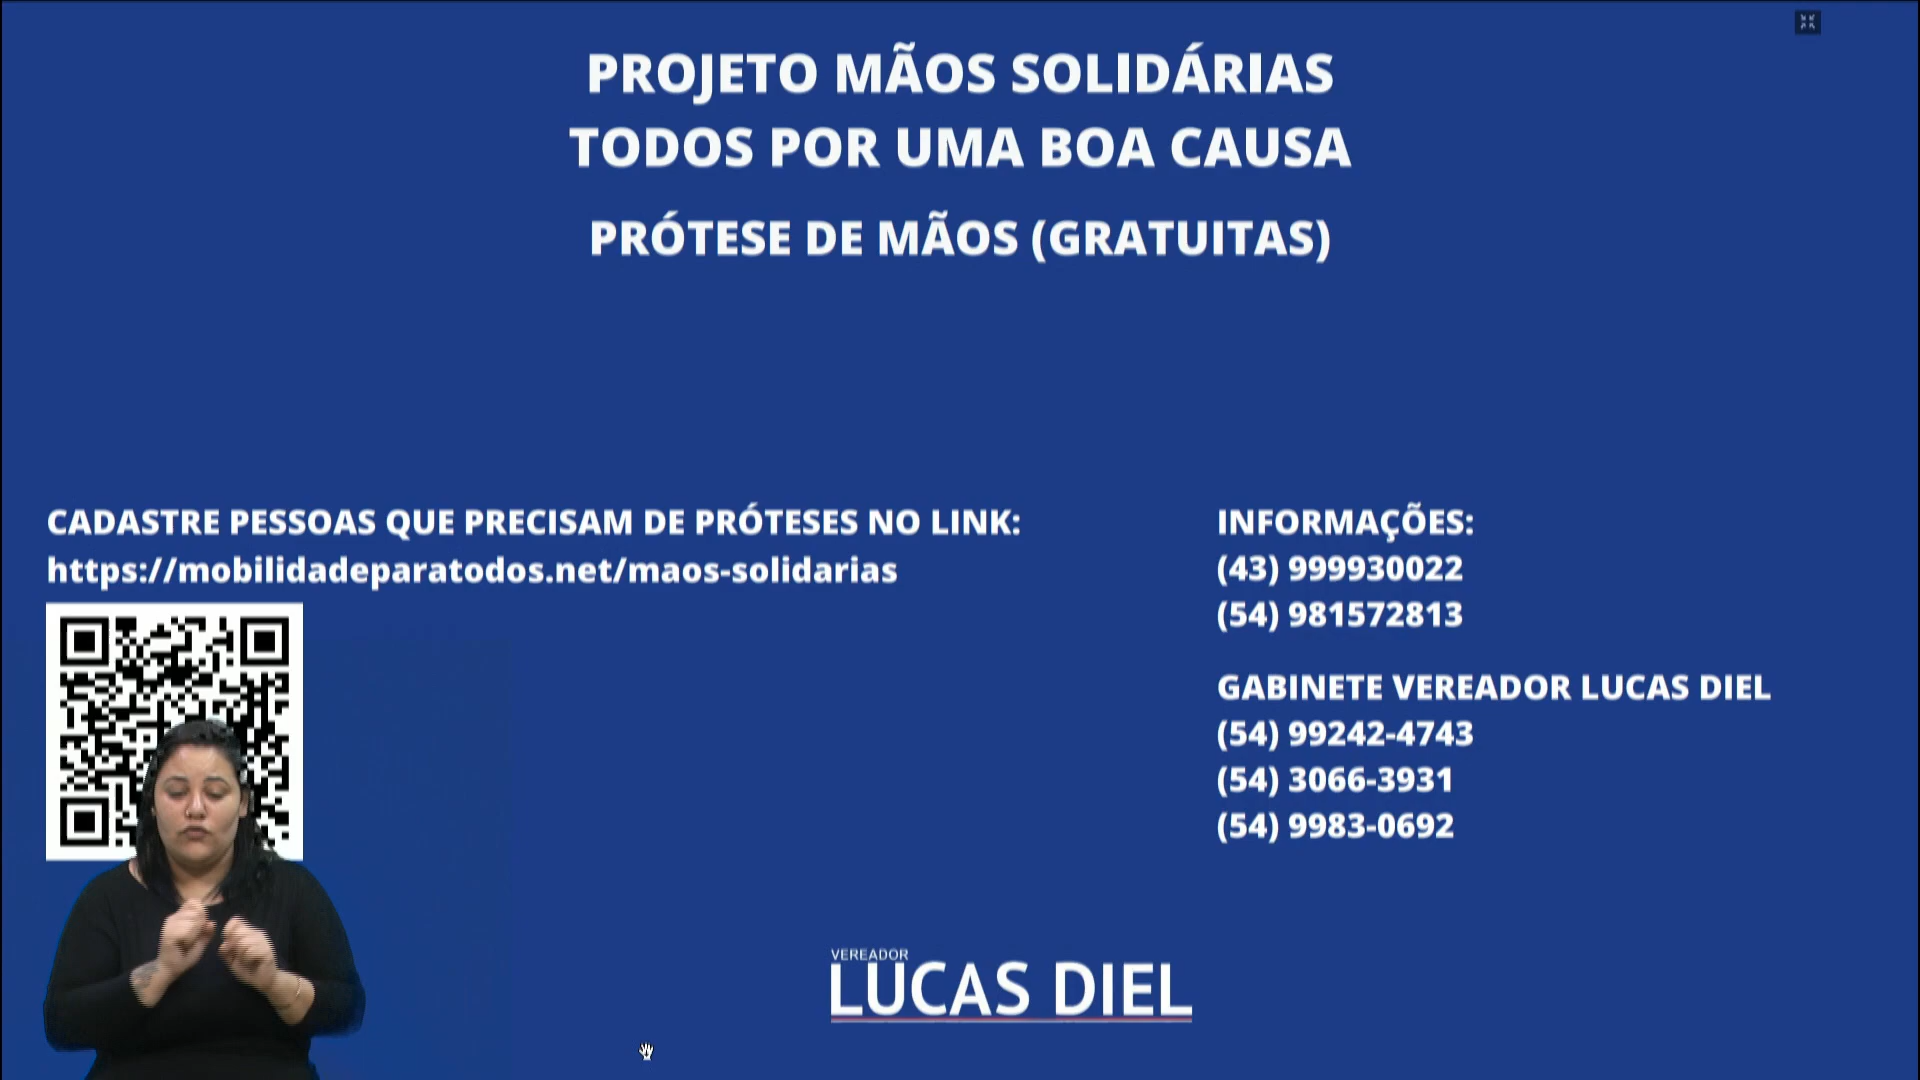 PROJETO MÃOS SOLIDÁRIAS
TODOS POR UMA BOA CAUSA
PRÓTESE DE MÃOS (GRATUITAS)
CADASTRE PESSOAS QUE PRECISAM DE PRÓTESES NO LINK:
https://mobilidadeparatodos.net/maos-solidarias
INFORMAÇÕES:
(43) 999930022
(54) 981572813
GABINETE VEREADOR LUCAS DIEL
(54) 99242-4743
(54) 3066-3931
(54) 9983-0692
VEREADOR
LUCAS DIEL